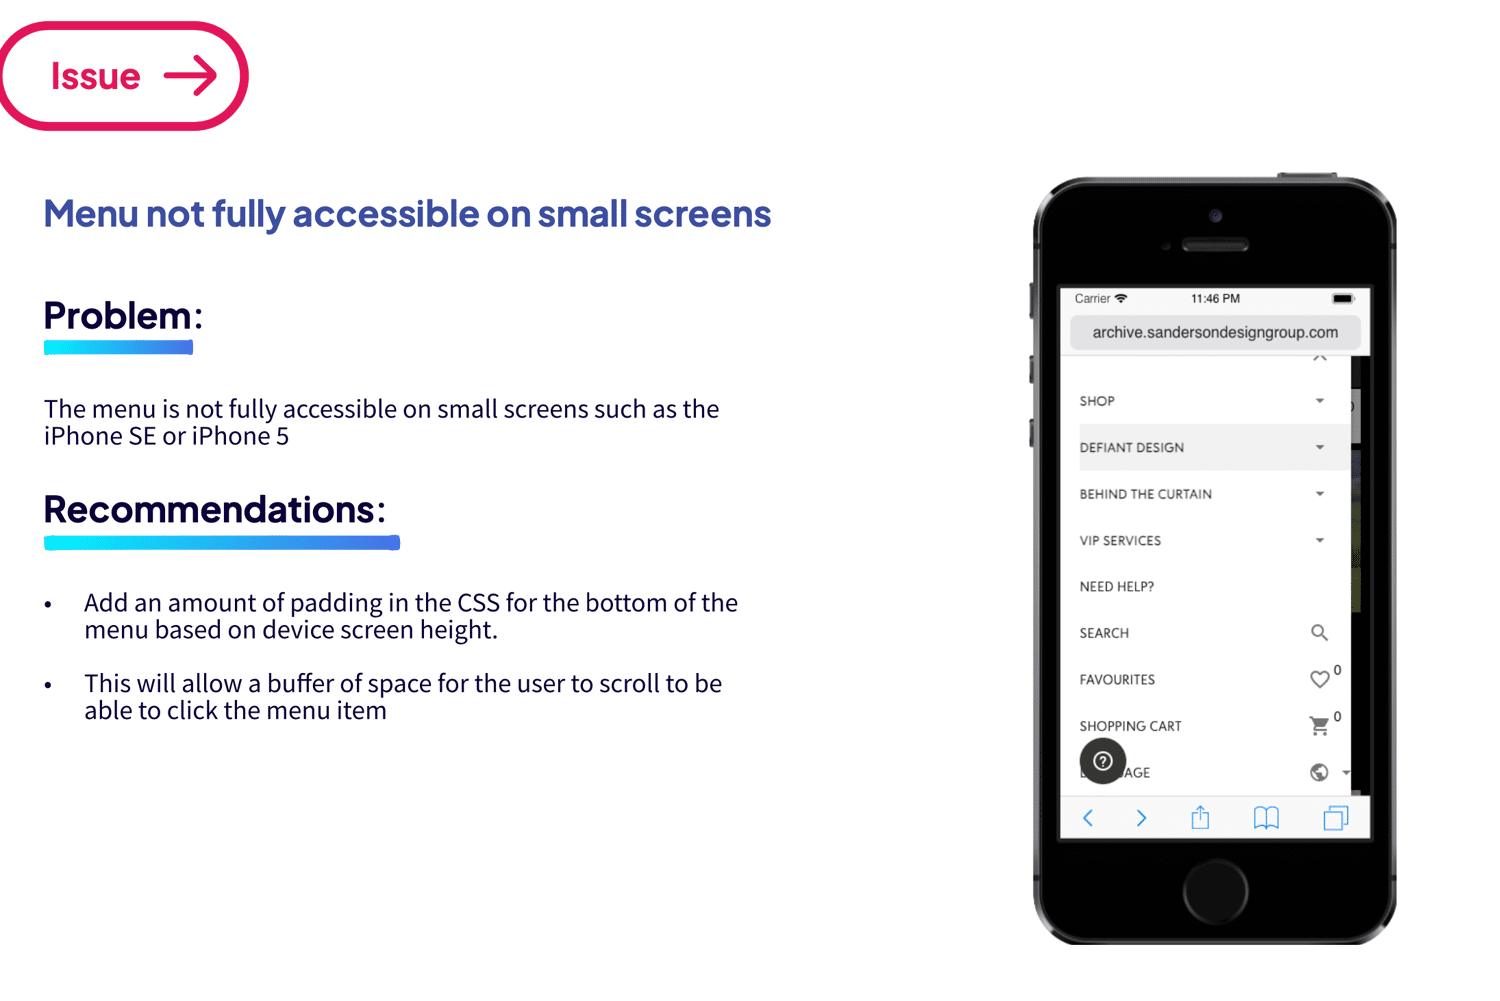 Issue
Menu not fully accessible on small screens
Problem:
The menu is not fully accessible on small screens such as the
iPhone SE or iPhone 5
Recommendations:
• Add an amount of padding in the CSS for the bottom of the
menu based on device screen height.
• This will allow a buffer of space for the user to scroll to be
able to click the menu item
Carrier 11:46 PM
archive.sandersondesigngroup.com
SHOP
DEFIANT DESIGN
BEHIND THE CURTAIN
VIP SERVICES
NEED HELP?
SEARCH
FAVOURITES 0
SHOPPING CART 0